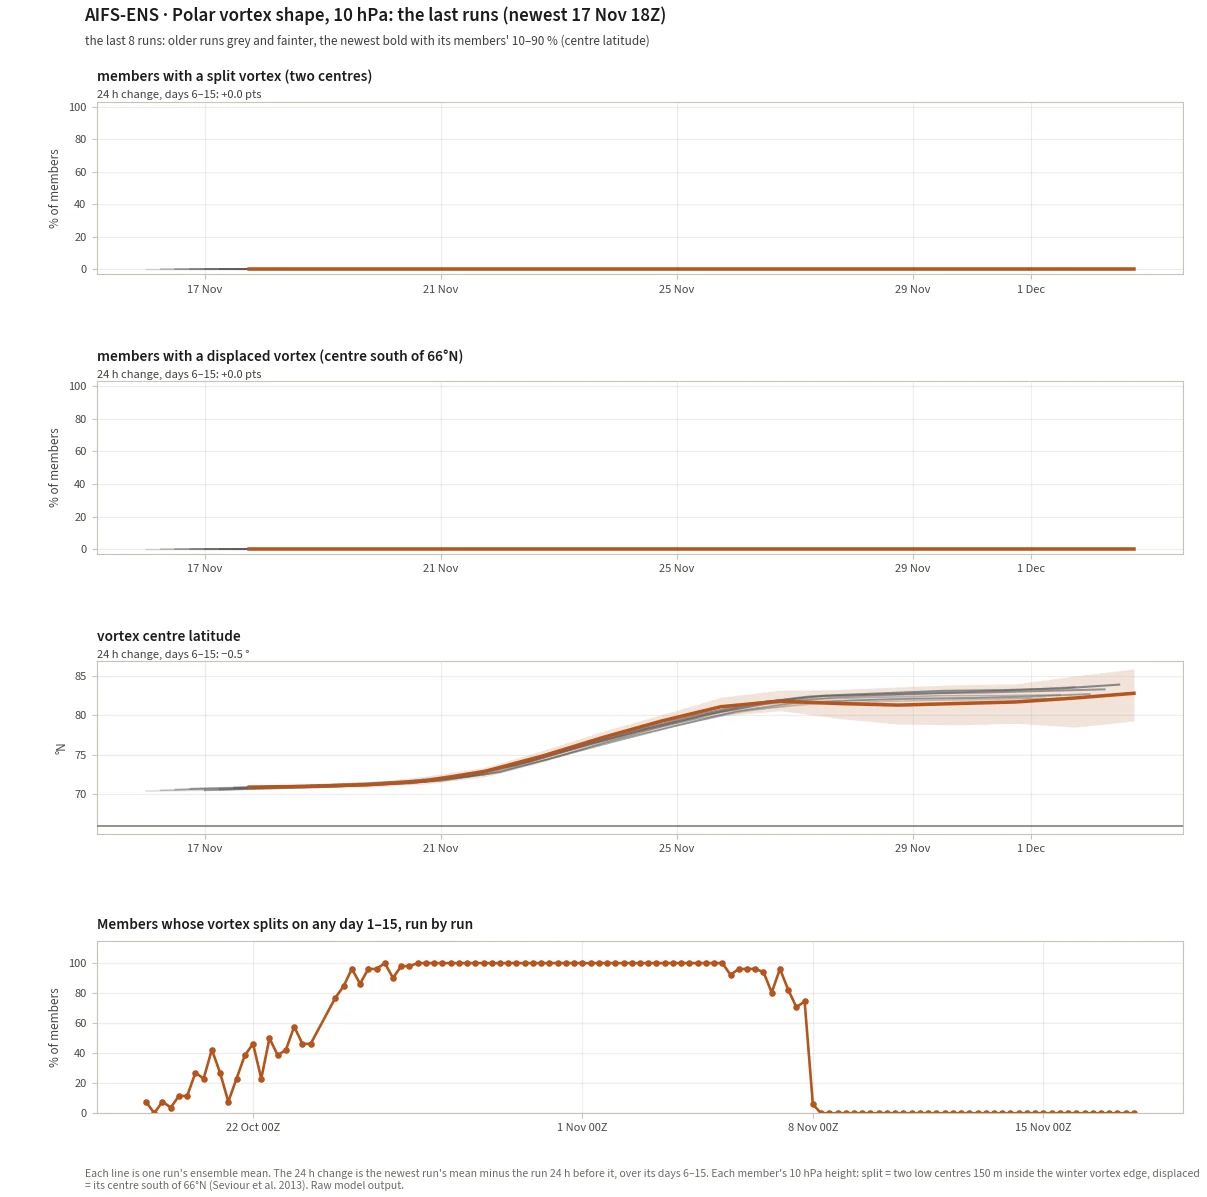 AIFS-ENS · Polar vortex shape, 10 hPa: the last runs (newest 17 Nov 18Z)
the last 8 runs: older runs grey and fainter, the newest bold with its members' 10–90 % (centre latitude)
members with a split vortex (two centres)
24 h change, days 6–15: +0.0 pts
100
80
60
40
20
0
% of members
17 Nov
21 Nov
25 Nov
29 Nov
1 Dec
members with a displaced vortex (centre south of 66°N)
24 h change, days 6–15: +0.0 pts
100
80
60
40
20
0
% of members
17 Nov
21 Nov
25 Nov
29 Nov
1 Dec
vortex centre latitude
24 h change, days 6–15: −0.5 °
85
80
75
70
°N
17 Nov
21 Nov
25 Nov
29 Nov
1 Dec
Members whose vortex splits on any day 1–15, run by run
100
80
60
40
20
0
% of members
22 Oct 00Z
1 Nov 00Z
8 Nov 00Z
15 Nov 00Z
Each line is one run's ensemble mean. The 24 h change is the newest run's mean minus the run 24 h before it, over its days 6–15. Each member's 10 hPa height: split = two low centres 150 m inside the winter vortex edge, displaced
= its centre south of 66°N (Seviour et al. 2013). Raw model output.